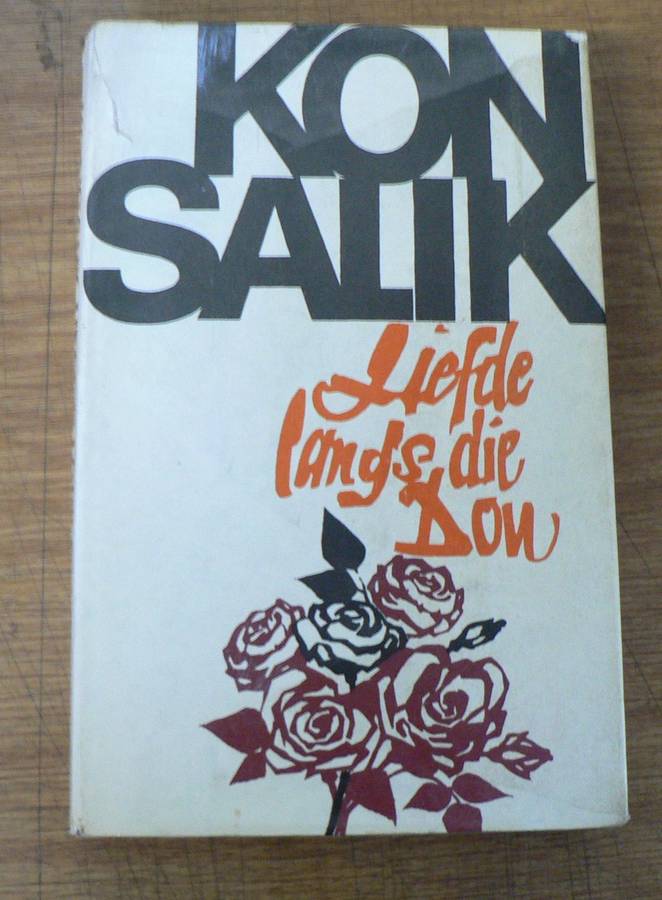 KON
SALIK
Liefde
langs die
Don